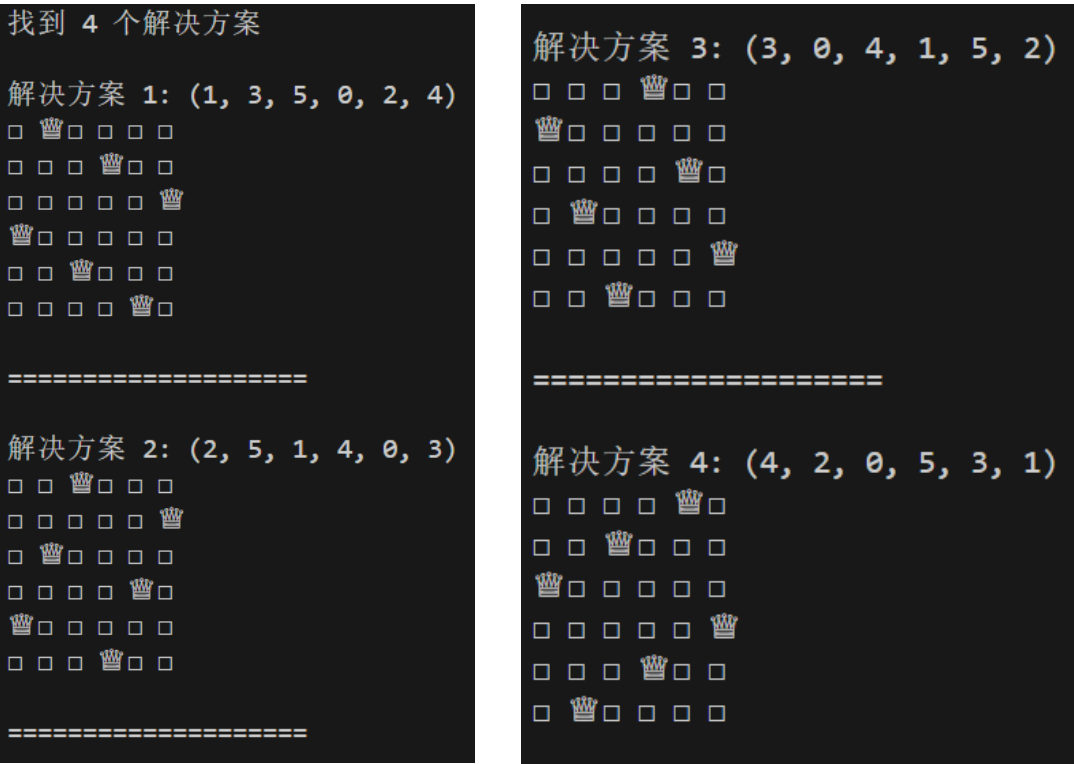 找到 4 个解决方案
解决方案 1: (1, 3, 5, 0, 2, 4)
□ ♕□ □ □ □
□ □ □ ♕□ □
□ □ □ □ □ ♕
♕□ □ □ □ □
□ □ ♕□ □ □
□ □ □ □ ♕□
====================
解决方案 2: (2, 5, 1, 4, 0, 3)
□ □ ♕□ □ □
□ □ □ □ □ ♕
□ ♕□ □ □ □
□ □ □ □ ♕□
♕□ □ □ □ □
□ □ □ ♕□ □
====================
解决方案 3: (3, 0, 4, 1, 5, 2)
□ □ □ ♕□ □
♕□ □ □ □ □
□ □ □ □ ♕□
□ ♕□ □ □ □
□ □ □ □ □ ♕
□ □ ♕□ □ □
====================
解决方案 4: (4, 2, 0, 5, 3, 1)
□ □ □ □ ♕□
□ □ ♕□ □ □
♕□ □ □ □ □
□ □ □ □ □ ♕
□ □ □ ♕□ □
□ ♕□ □ □ □